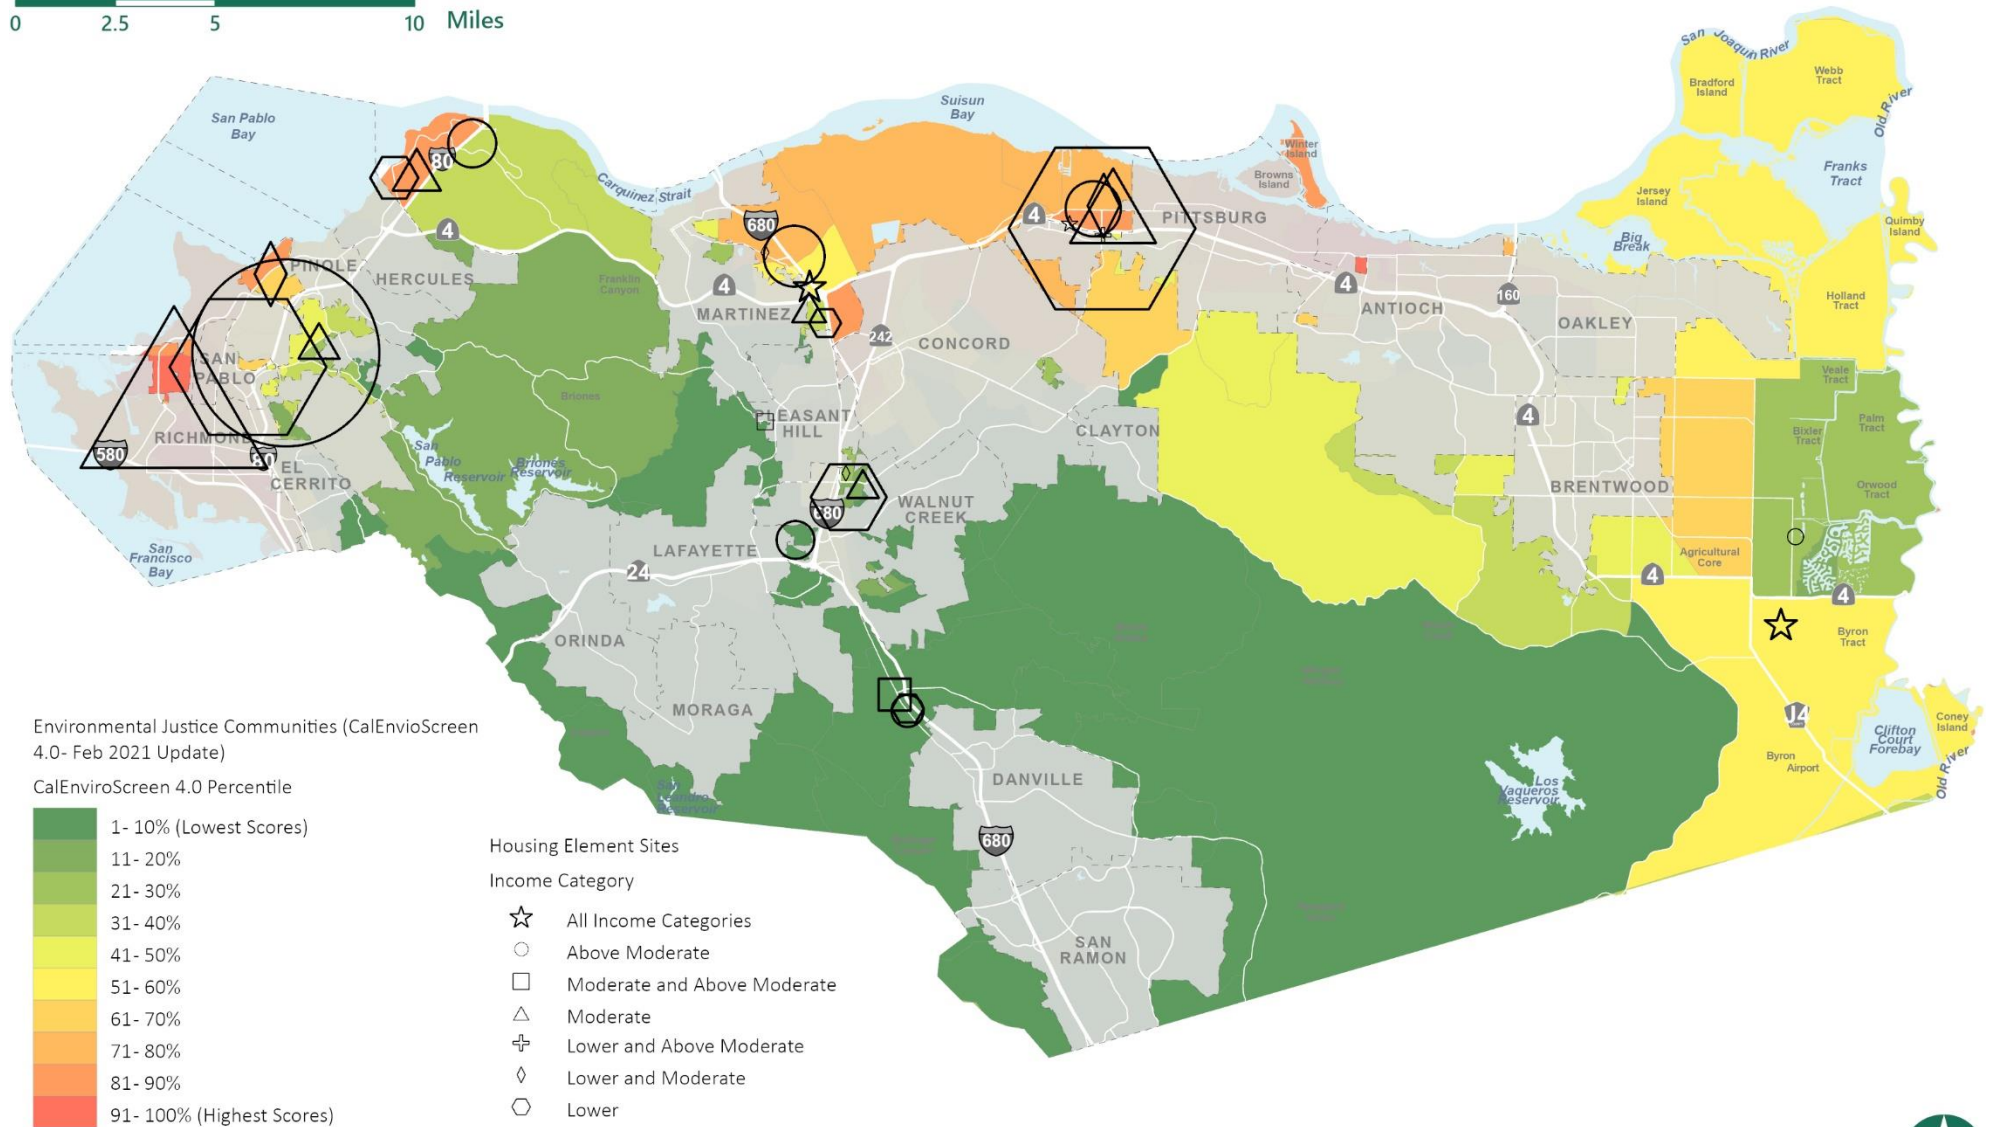 0 2.5 5 10 Miles
San Joaquin River
Webb
Tract
Bradford
Island
Old River
San Pablo
Bay
Suisun
Bay
80
Winter
Island
Franks
Tract
Browns
Island
Carquinez Strait
Jersey
Island
4
680
4
PITTSBURG
Quimby
Island
Big
Break
PINOLE
HERCULES
Franklin
Canyon
4
MARTINEZ
4
ANTIOCH
160
OAKLEY
Holland
Tract
242
CONCORD
SAN
PABLO
Veale
Tract
Briones
PLEASANT
HILL
CLAYTON
4
Palm
Tract
Bixler
Tract
RICHMOND
580
80
EL
CERRITO
San
Pablo
Reservoir
Briones
Reservoir
BRENTWOOD
Orwood
Tract
WALNUT
CREEK
680
San
Francisco
Bay
LAFAYETTE
24
Agricultural
Core
4
4
ORINDA
Byron
Tract
MORAGA
J4
Coney
Island
Clifton
Court
Forebay
Byron
Airport
Old River
San
Leandro
Reservoir
DANVILLE
Los
Vaqueros
Reservoir
680
SAN
RAMON
Environmental Justice Communities (CalEnvioScreen
4.0- Feb 2021 Update)
CalEnviroScreen 4.0 Percentile
1- 10% (Lowest Scores)
11- 20%
21- 30%
31- 40%
41- 50%
51- 60%
61- 70%
71- 80%
81- 90%
91- 100% (Highest Scores)
Housing Element Sites
Income Category
All Income Categories
Above Moderate
Moderate and Above Moderate
Moderate
Lower and Above Moderate
Lower and Moderate
Lower